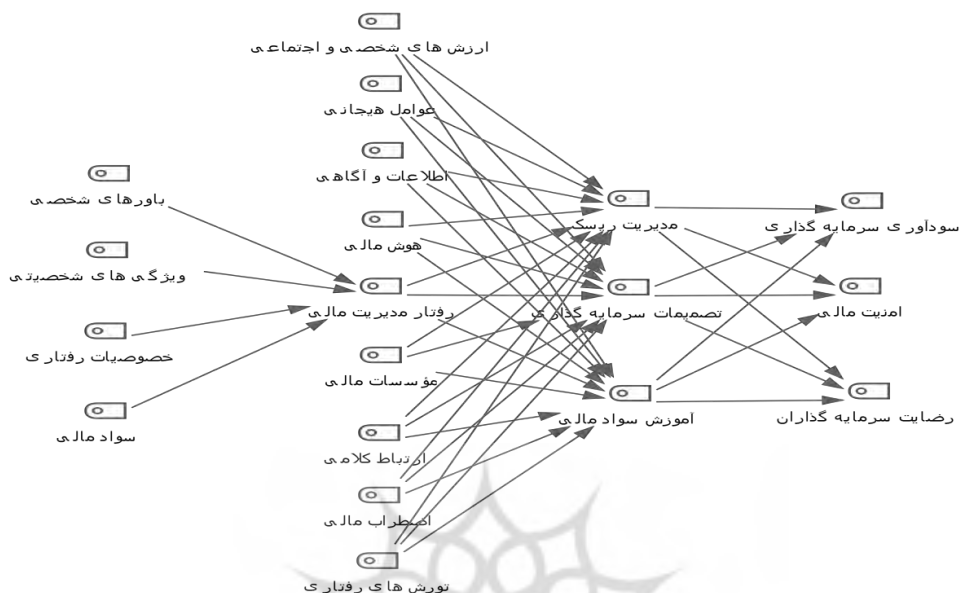 ارزش های شخصی و اجتماعی
عوامل هیجانی
اطلاعات و آگاهی
باورهای شخصی
هوش مالی
مدیریت ریسک
سودآوری سرمایه گذاری
ویژگی های شخصیتی
رفتار مدیریت مالی
تصمیمات سرمایه گذاری
امنیت مالی
خصوصیات رفتاری
مؤسسات مالی
سواد مالی
ارتباط کلامی
آموزش سواد مالی
رضایت سرمایه گذاران
اضطراب مالی
تورش های رفتاری